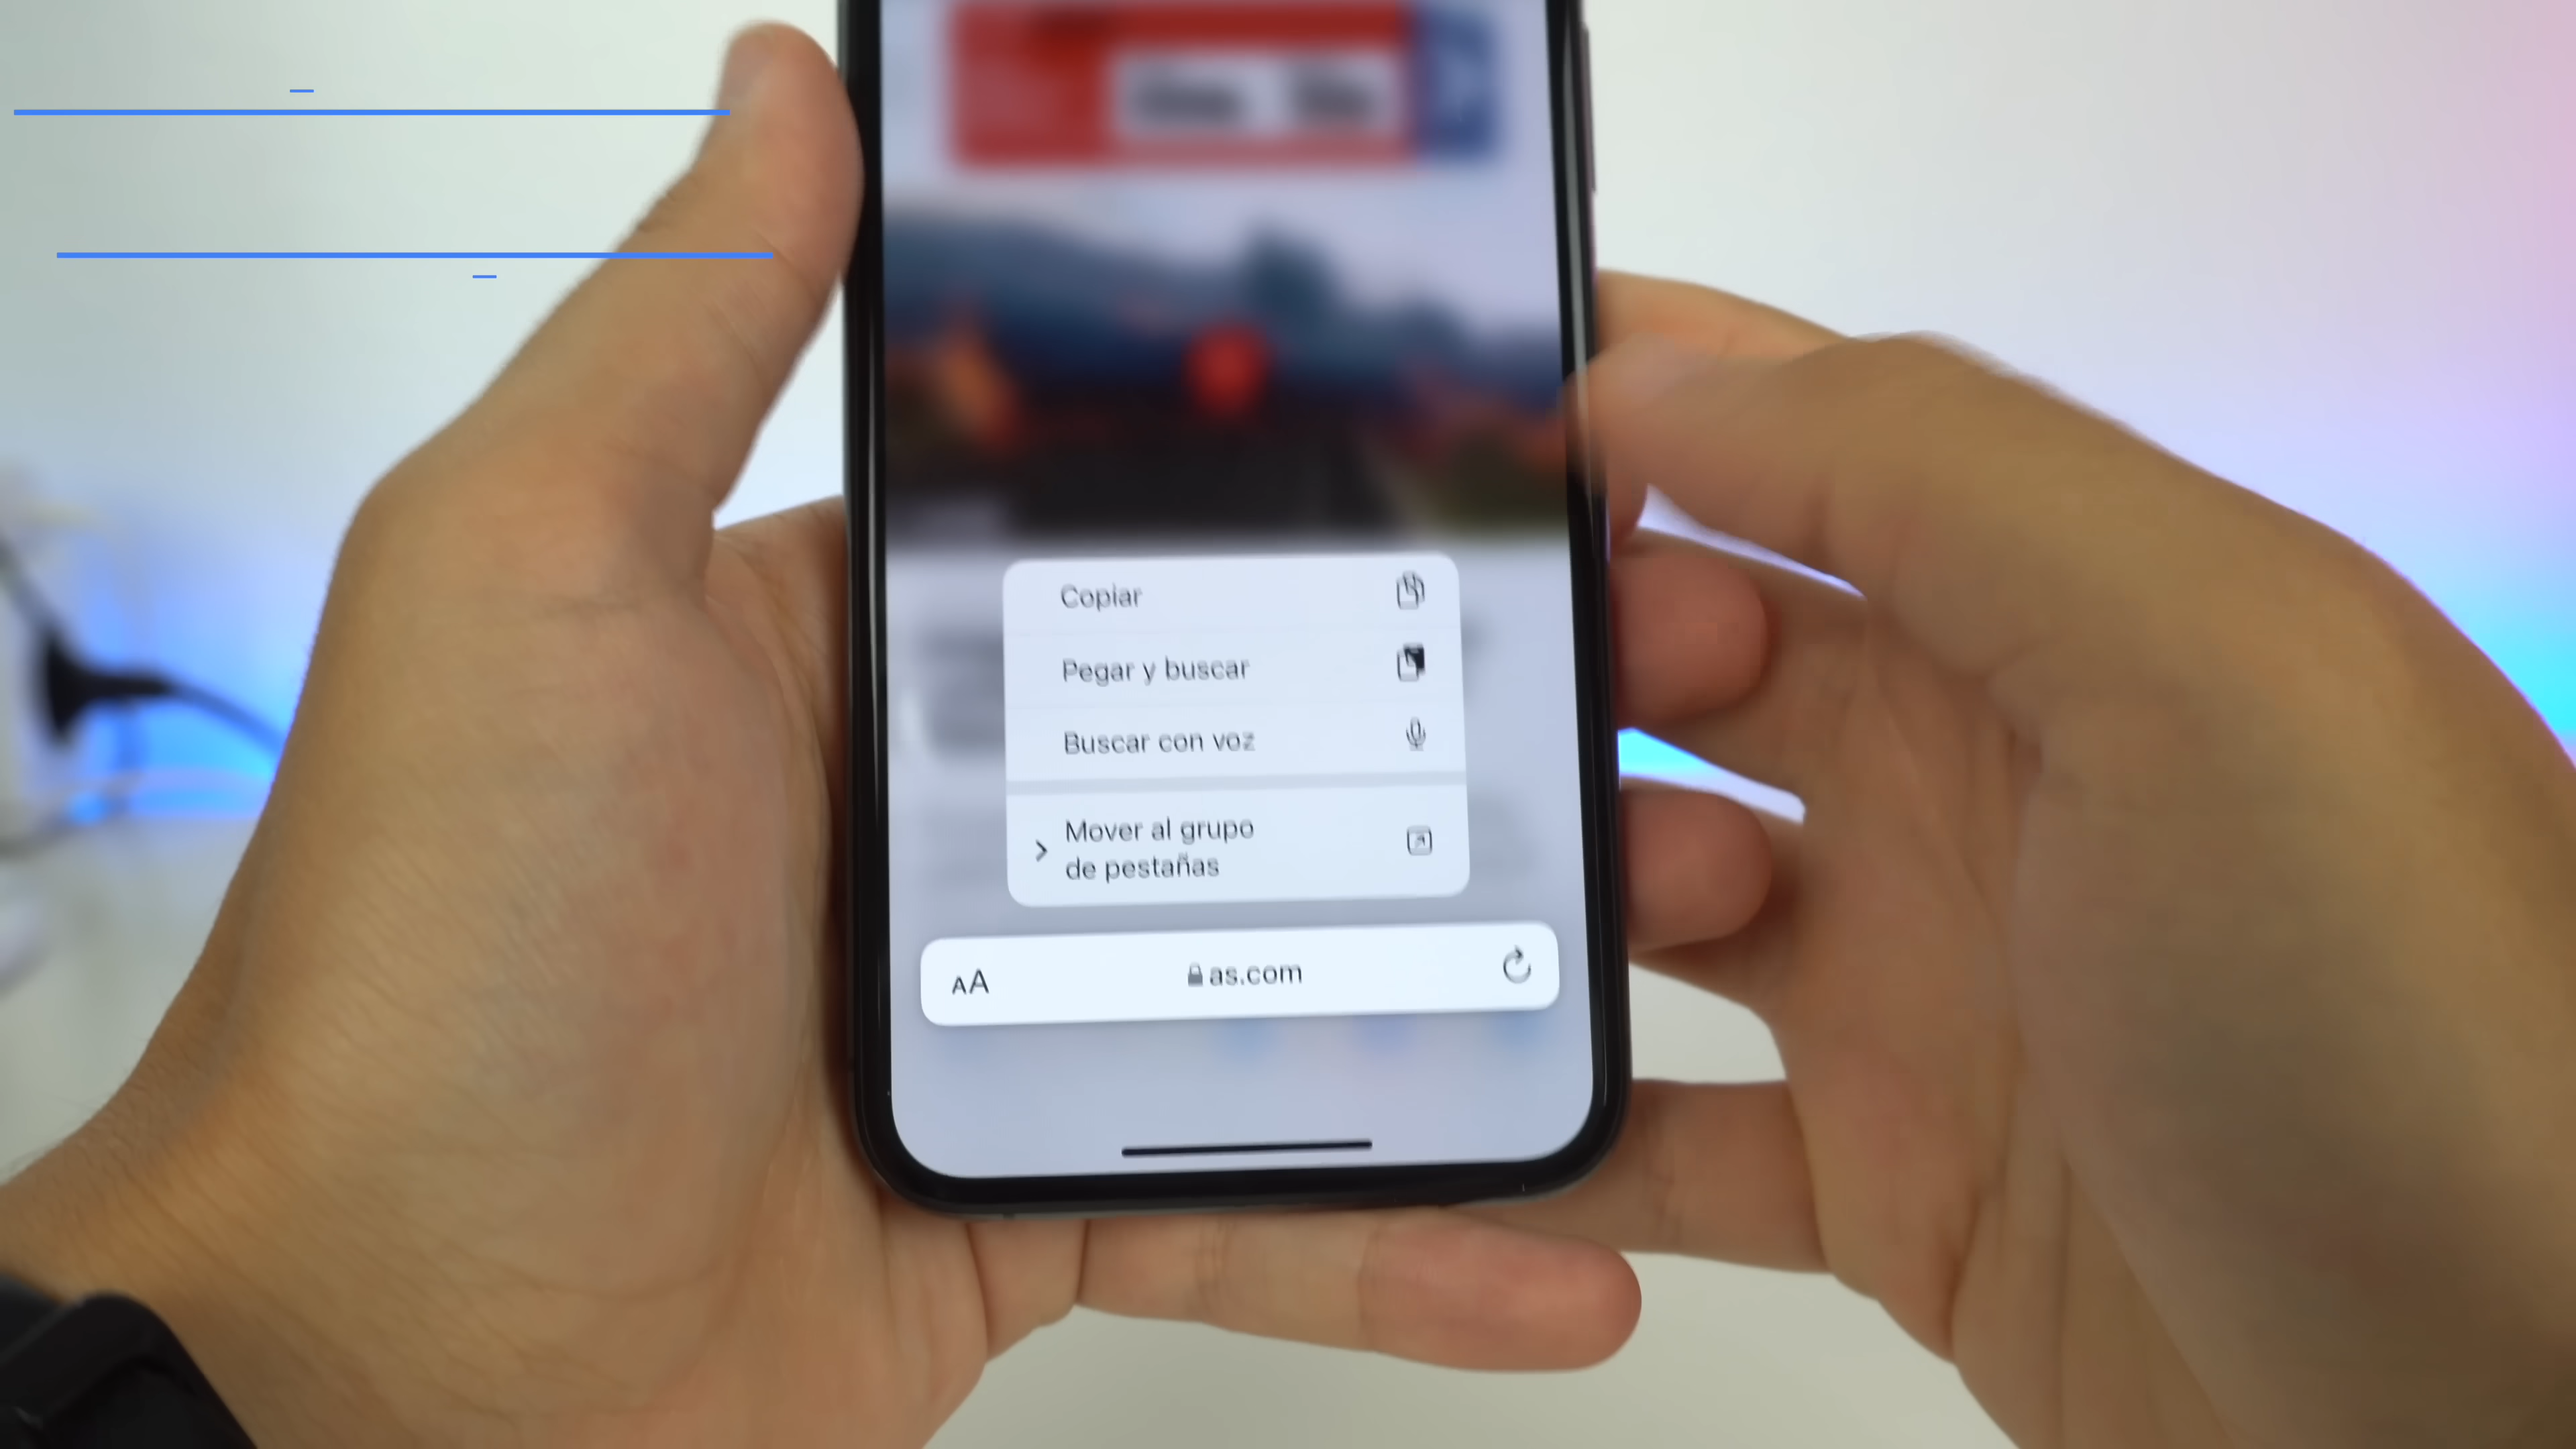 Copiar
Pegar y buscar
Buscar con voz
Mover al grupo
de pestañas
AA
as.com